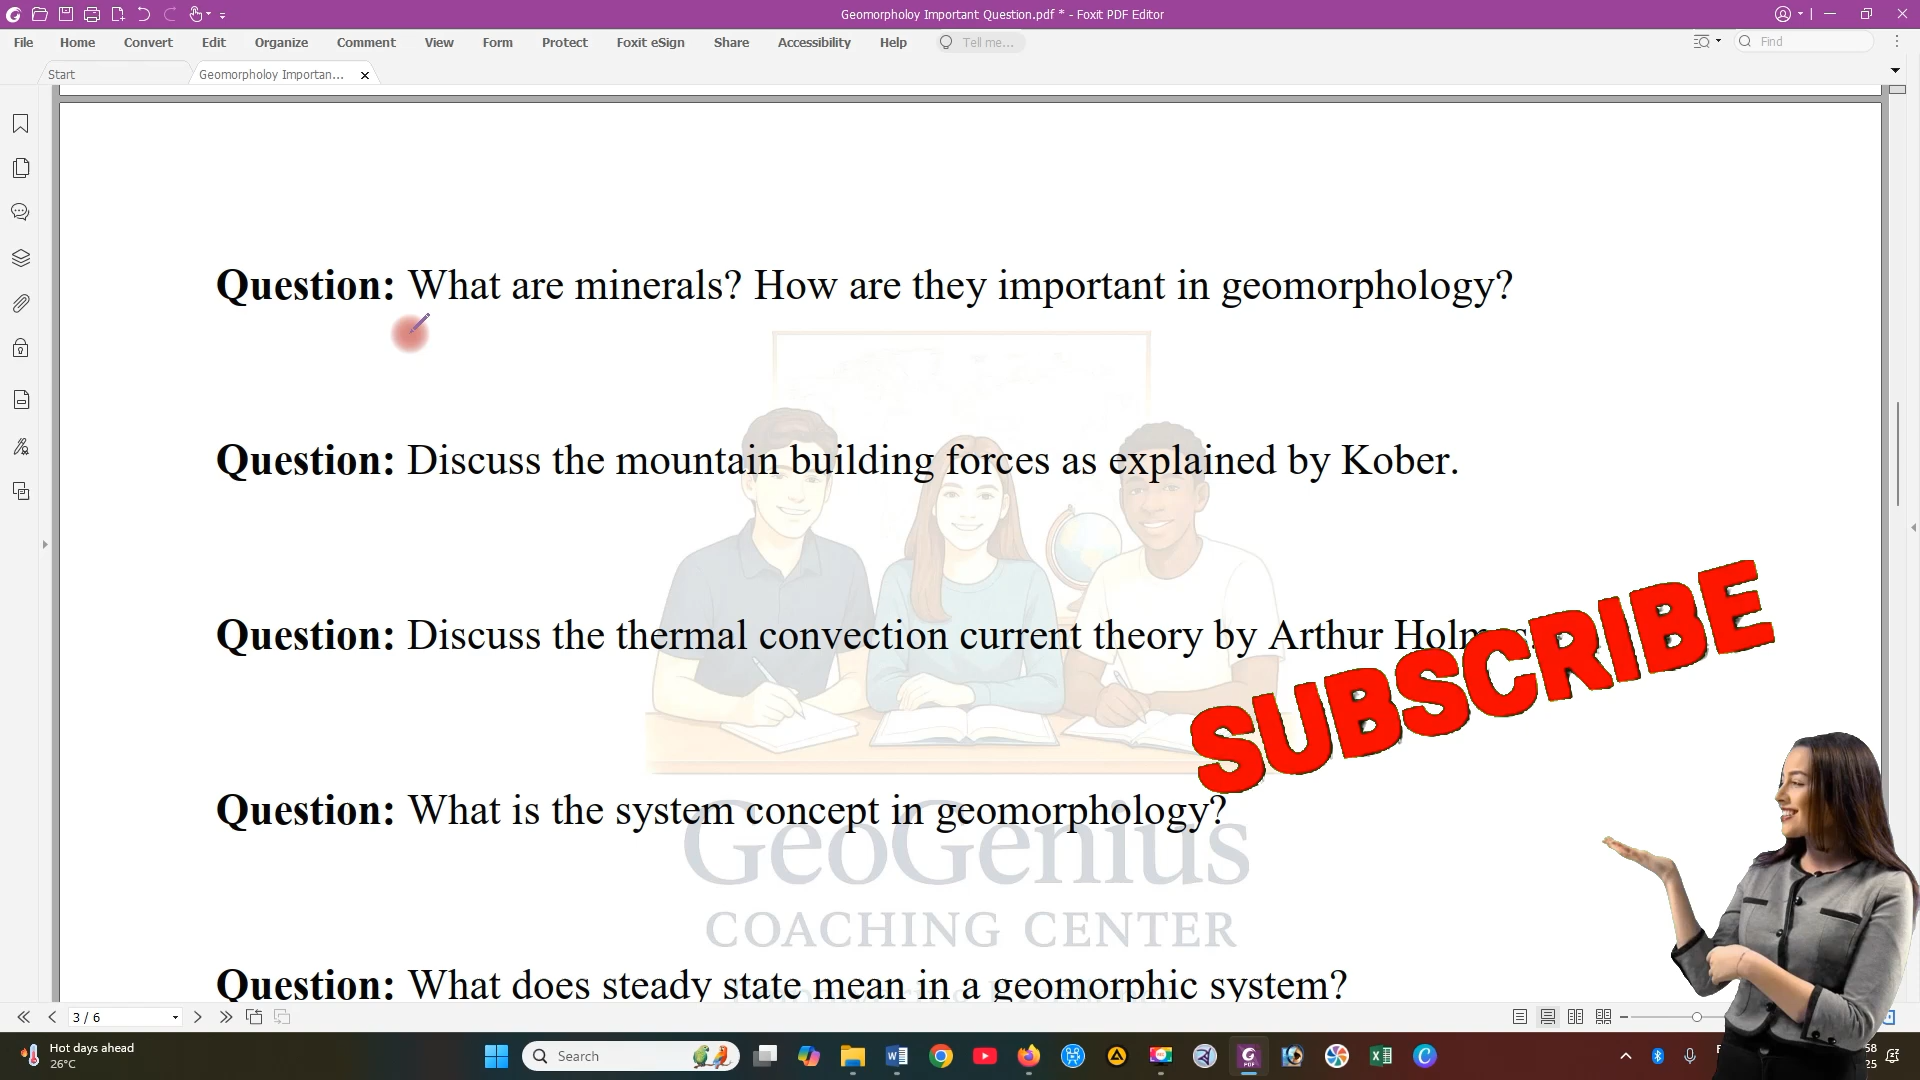 Geomorpholoy Important Question.pdf * - Foxit PDF Editor
File Home Convert Edit Organize Comment View Form Protect Foxit eSign Share Accessibility Help Tell me... Find
Start Geomorpholoy Importan...
Question: What are minerals? How are they important in geomorphology?
Question: Discuss the mountain building forces as explained by Kober.
Question: Discuss the thermal convection current theory by Arthur Holmes.
SUBSCRIBE
Question: What is the system concept in geomorphology?
GeoGenius
COACHING CENTER
Question: What does steady state mean in a geomorphic system?
3 / 6
Hot days ahead
26°C
Search